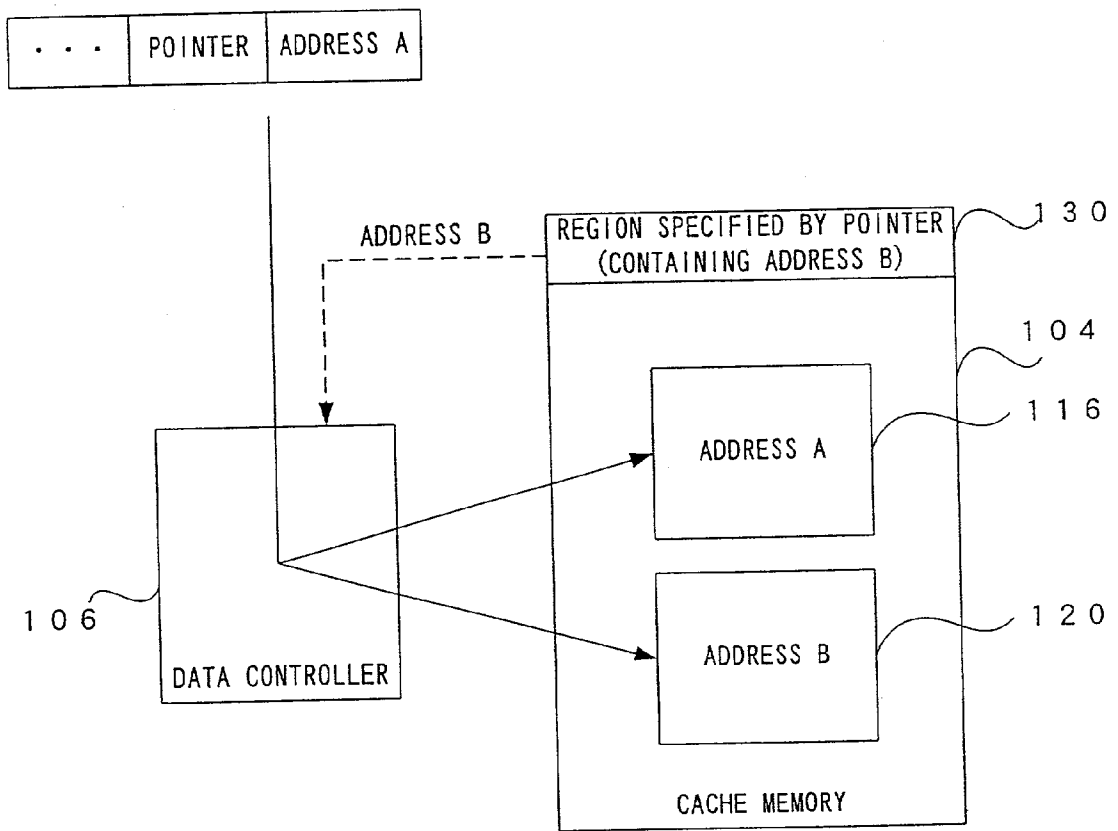 · · · POINTER ADDRESS A
ADDRESS B
REGION SPECIFIED BY POINTER
(CONTAINING ADDRESS B)
130
104
ADDRESS A
116
106
ADDRESS B
120
DATA CONTROLLER
CACHE MEMORY